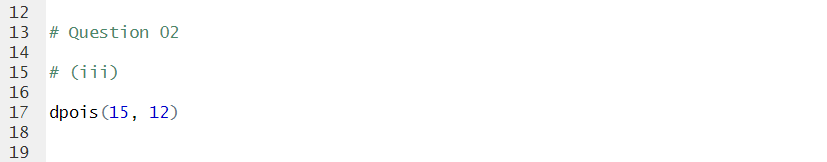 12
13 # Question 02
14
15 # (iii)
16
17 dpois(15, 12)
18
19